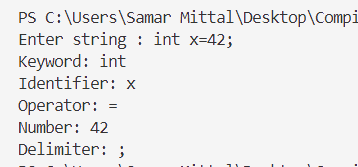 PS C:\Users\Samar Mittal\Desktop\Compi
Enter string : int x=42;
Keyword: int
Identifier: x
Operator: =
Number: 42
Delimiter: ;